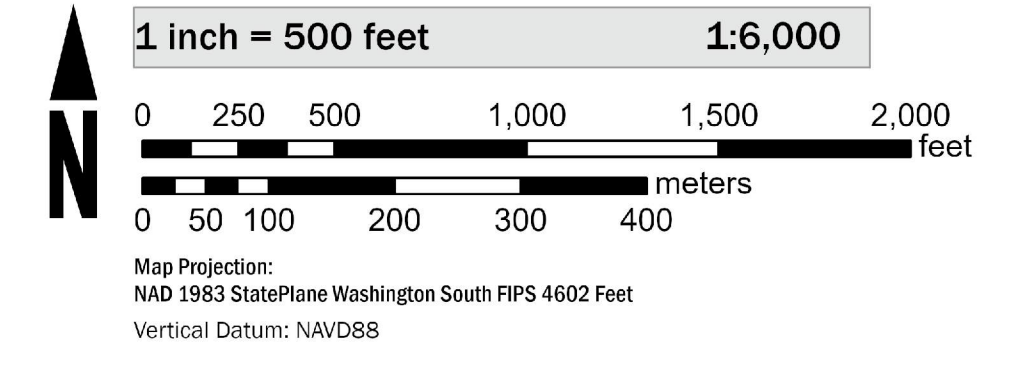 1 inch = 500 feet 1:6,000
0 250 500 1,000 1,500 2,000
feet
meters
0 50 100 200 300 400
N
Map Projection:
NAD 1983 StatePlane Washington South FIPS 4602 Feet
Vertical Datum: NAVD88